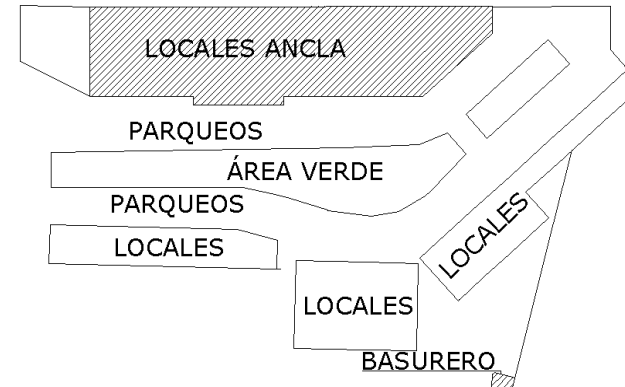 LOCALES ANCLA
PARQUEOS
ÁREA VERDE
PARQUEOS
LOCALES
LOCALES
LOCALES
BASURERO